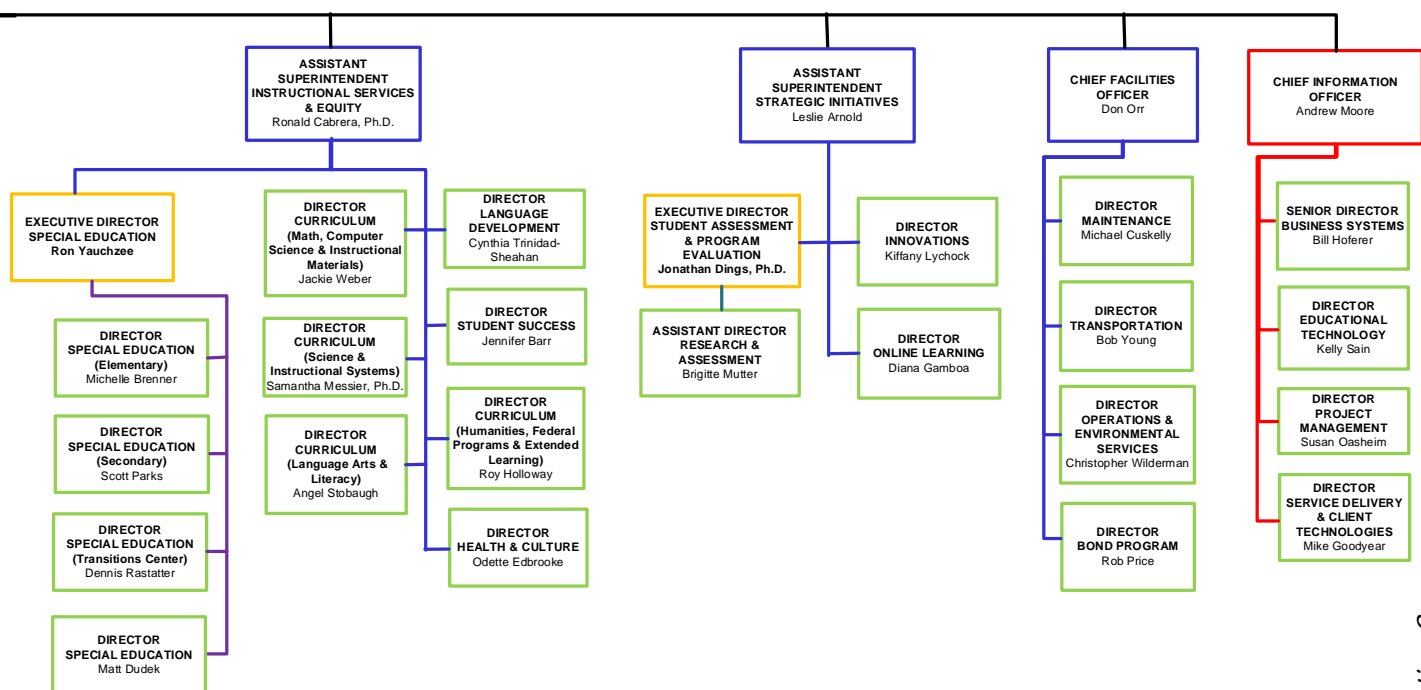 ASSISTANT
SUPERINTENDENT
INSTRUCTIONAL SERVICES
& EQUITY
Ronald Cabrera, Ph.D.
EXECUTIVE DIRECTOR
SPECIAL EDUCATION
Ron Yauchzee
DIRECTOR
SPECIAL EDUCATION
(Elementary)
Michelle Brenner
DIRECTOR
SPECIAL EDUCATION
(Secondary)
Scott Parks
DIRECTOR
SPECIAL EDUCATION
(Transitions Center)
Dennis Rastatter
DIRECTOR
SPECIAL EDUCATION
Matt Dudek
DIRECTOR
CURRICULUM
(Math, Computer
Science & Instructional
Materials)
Jackie Weber
DIRECTOR
CURRICULUM
(Science &
Instructional Systems)
Samantha Messier, Ph.D.
DIRECTOR
CURRICULUM
(Language Arts &
Literacy)
Angel Stobaugh
DIRECTOR
LANGUAGE
DEVELOPMENT
Cynthia Trinidad-
Sheahan
DIRECTOR
STUDENT SUCCESS
Jennifer Barr
DIRECTOR
CURRICULUM
(Humanities, Federal
Programs & Extended
Learning)
Roy Holloway
DIRECTOR
HEALTH & CULTURE
Odette Edbrooke
ASSISTANT
SUPERINTENDENT
STRATEGIC INITIATIVES
Leslie Arnold
EXECUTIVE DIRECTOR
STUDENT ASSESSMENT
& PROGRAM
EVALUATION
Jonathan Dings, Ph.D.
ASSISTANT DIRECTOR
RESEARCH &
ASSESSMENT
Brigitte Mutter
DIRECTOR
INNOVATIONS
Kiffany Lychock
DIRECTOR
ONLINE LEARNING
Diana Gamboa
CHIEF FACILITIES
OFFICER
Don Orr
DIRECTOR
MAINTENANCE
Michael Cuskelly
DIRECTOR
TRANSPORTATION
Bob Young
DIRECTOR
OPERATIONS &
ENVIRONMENTAL
SERVICES
Christopher Wilderman
DIRECTOR
BOND PROGRAM
Rob Price
CHIEF INFORMATION
OFFICER
Andrew Moore
SENIOR DIRECTOR
BUSINESS SYSTEMS
Bill Hoferer
DIRECTOR
EDUCATIONAL
TECHNOLOGY
Kelly Sain
DIRECTOR
PROJECT
MANAGEMENT
Susan Oasheim
DIRECTOR
SERVICE DELIVERY
& CLIENT
TECHNOLOGIES
Mike Goodyear